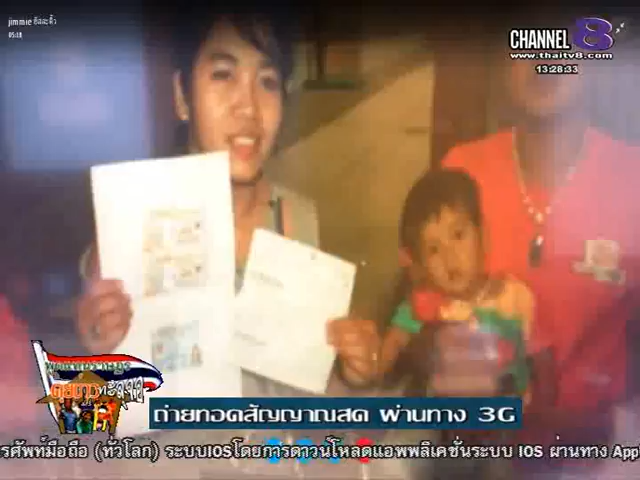 jimmie
05:18
CHANNEL 8
www.thaitv8.com
13:28:33
ถ่ายทอดสัญญาณสด ผ่านทาง 3G
รศัพท์มือถือ (ทั่วโลก) ระบบIOSโดยการดาวน์โหลดแอพพลิเคชั่นระบบ IOS ผ่านทาง App